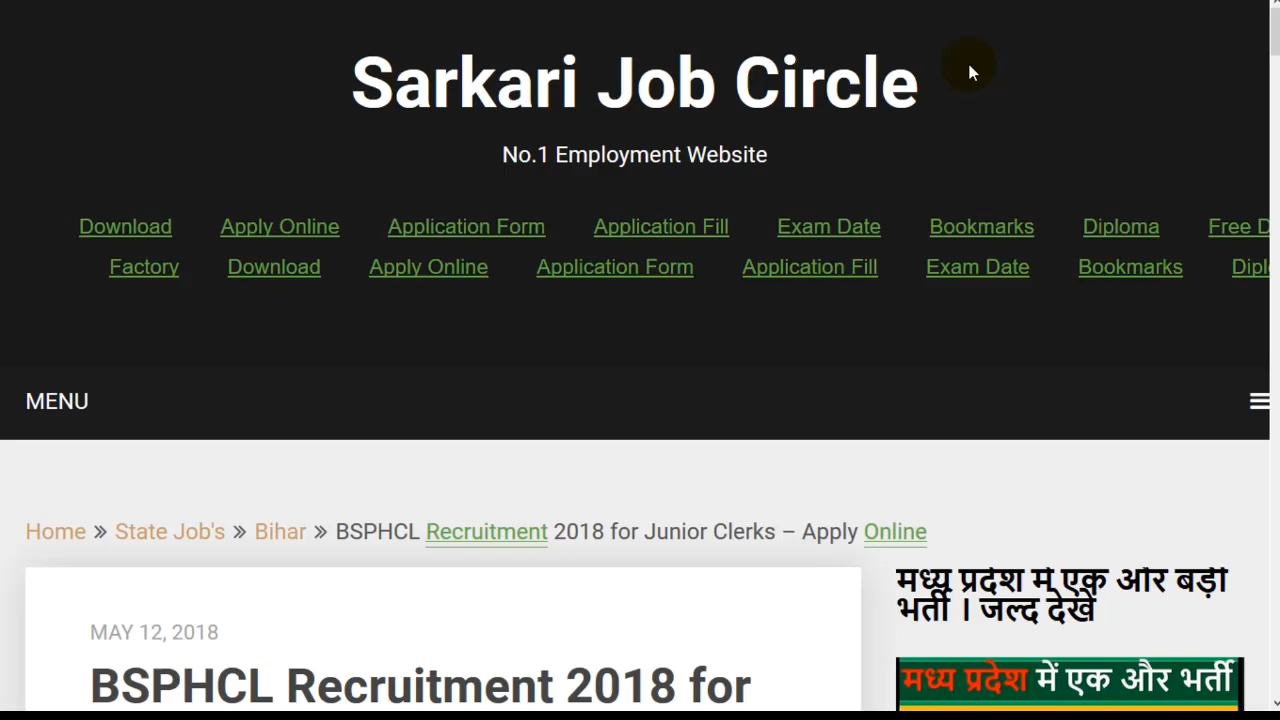 Sarkari Job Circle
No.1 Employment Website
Download Apply Online Application Form Application Fill Exam Date Bookmarks Diploma Free D
Factory Download Apply Online Application Form Application Fill Exam Date Bookmarks Dipl
MENU
Home » State Job's » Bihar » BSPHCL Recruitment 2018 for Junior Clerks – Apply Online
मध्य प्रदेश में एक और बड़ी
भर्ती । जल्द देखें
MAY 12, 2018
BSPHCL Recruitment 2018 for
मध्य प्रदेश में एक और भर्ती